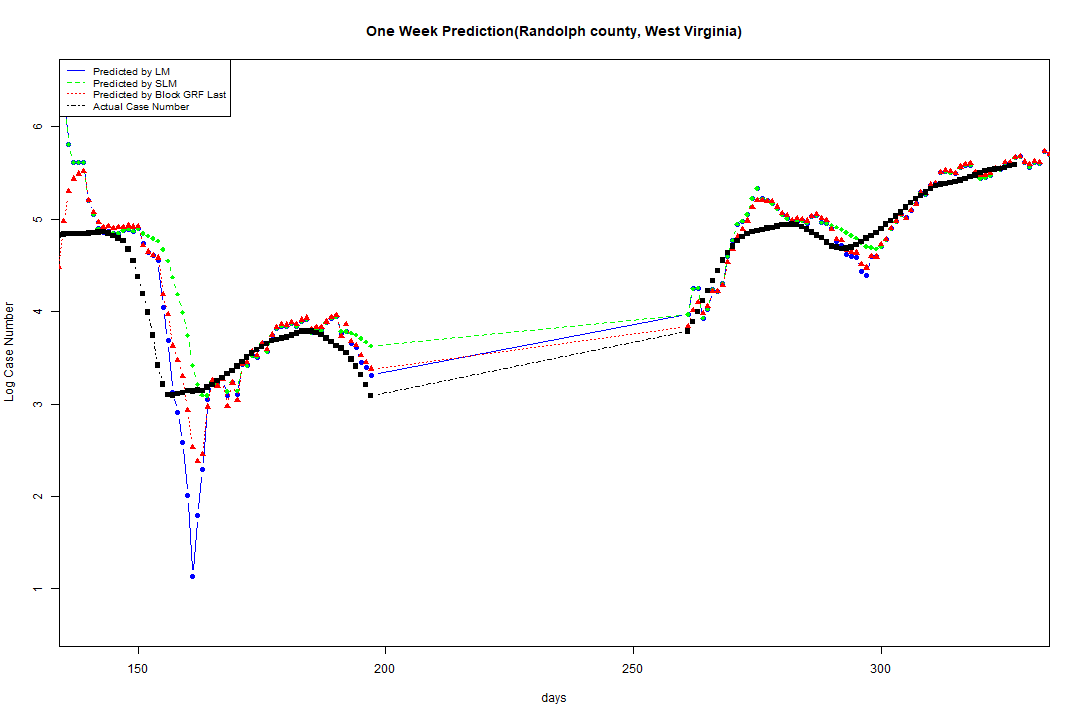 One Week Prediction(Randolph county, West Virginia)
Predicted by LM
Predicted by SLM
Predicted by Block GRF Last
Actual Case Number
Log Case Number
6
5
4
3
2
1
150
200
250
300
days